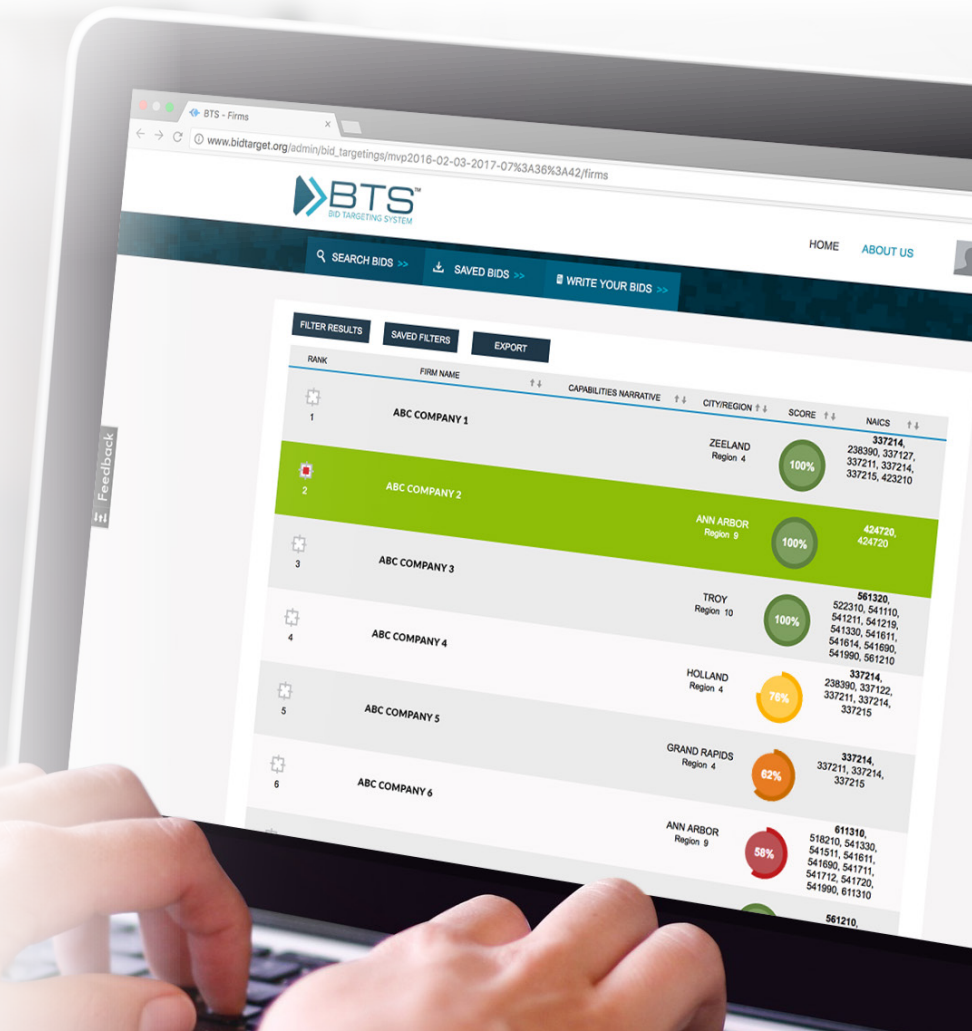 BTS - Firms
www.bidtarget.org/admin/bid_targetings/mvp2016-02-03-2017-07%3A36%3A42/firms
BTS™
BID TARGETING SYSTEM
HOME ABOUT US
SEARCH BIDS >> SAVED BIDS >> WRITE YOUR BIDS >>
FILTER RESULTS SAVED FILTERS EXPORT
RANK FIRM NAME CAPABILITIES NARRATIVE CITY/REGION SCORE NAICS
1 ABC COMPANY 1 ZEELAND
Region 4
100%
337214,
238390, 337127,
337211, 337214,
337215, 423210
2 ABC COMPANY 2 ANN ARBOR
Region 9
100%
424720,
424720
3 ABC COMPANY 3 TROY
Region 10
100%
561320,
522310, 541110,
541211, 541219,
541330, 541611,
541614, 541690,
541990, 561210
4 ABC COMPANY 4 HOLLAND
Region 4
76%
337214,
238390, 337122,
337211, 337214,
337215
5 ABC COMPANY 5 GRAND RAPIDS
Region 4
62%
337214,
337211, 337214,
337215
6 ABC COMPANY 6 ANN ARBOR
Region 9
58%
611310,
518210, 541330,
541511, 541611,
541690, 541711,
541712, 541720,
541990, 611310
561210,
Feedback